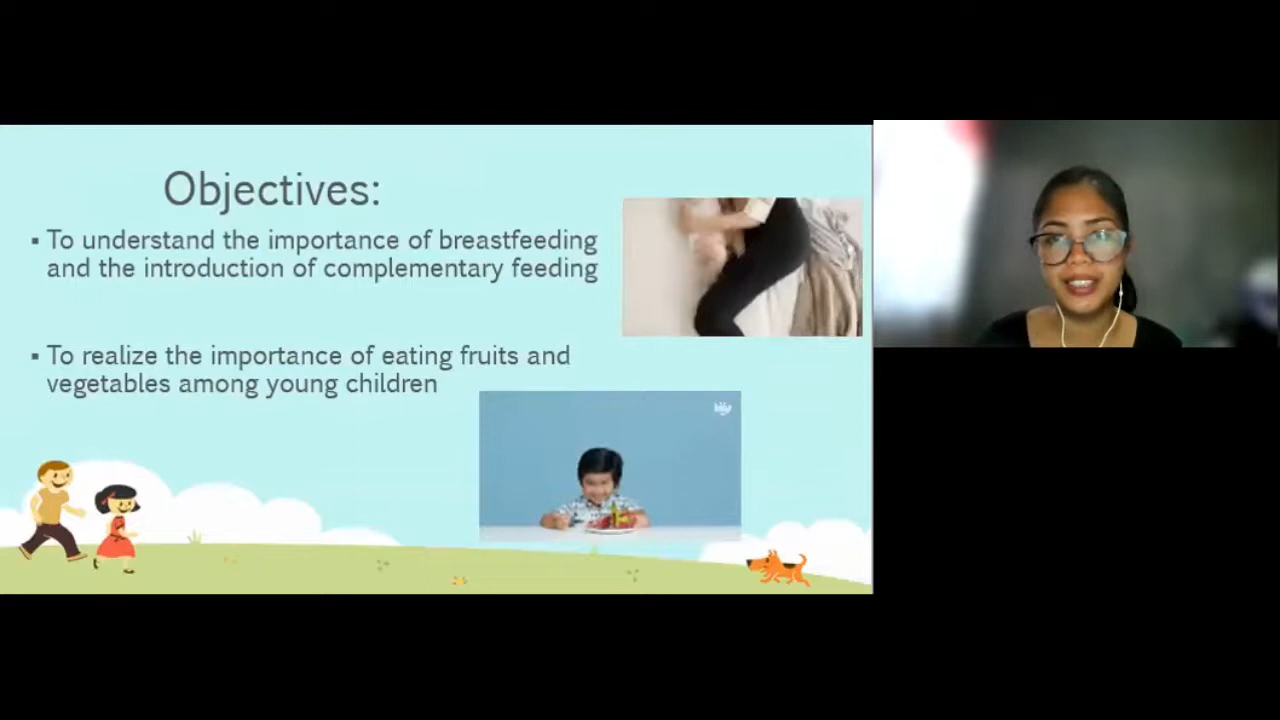 Objectives:
▪ To understand the importance of breastfeeding
and the introduction of complementary feeding
▪ To realize the importance of eating fruits and
vegetables among young children